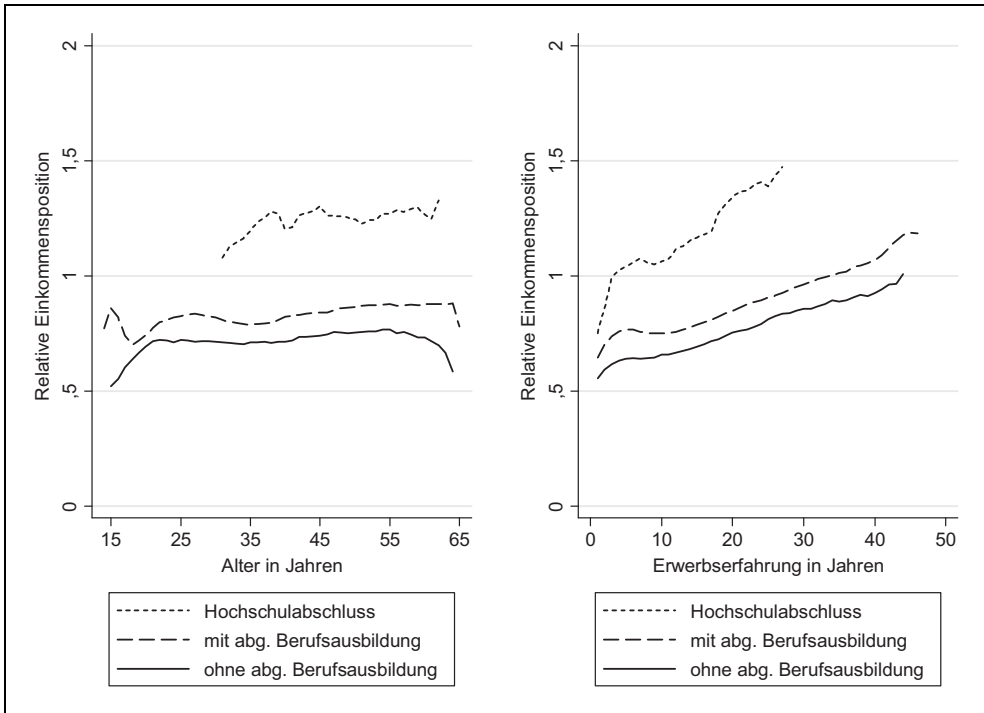 Relative Einkommensposition
2
1,5
1
,5
0
15 25 35 45 55 65
Alter in Jahren
Hochschulabschluss
mit abg. Berufsausbildung
ohne abg. Berufsausbildung
Relative Einkommensposition
2
1,5
1
,5
0
0 10 20 30 40 50
Erwerbserfahrung in Jahren
Hochschulabschluss
mit abg. Berufsausbildung
ohne abg. Berufsausbildung